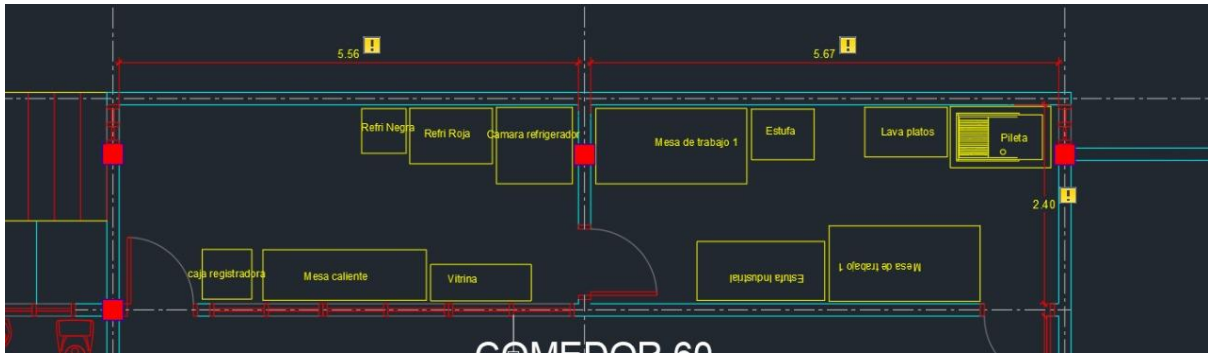 5.56
!
5.67
!
Refri Negra
Refri Roja
Camara refrigerador
Mesa de trabajo 1
Estufa
Lava platos
Pileta
2.40
!
caja registradora
Mesa caliente
Vitrina
Estufa Industrial
Mesa de trabajo 1
COMEDOR 60